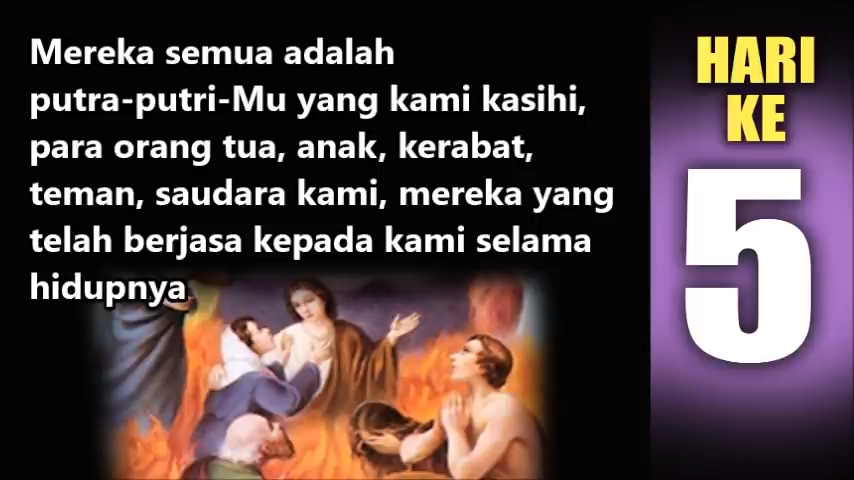 Mereka semua adalah
putra-putri-Mu yang kami kasihi,
para orang tua, anak, kerabat,
teman, saudara kami, mereka yang
telah berjasa kepada kami selama
hidupnya
HARI
KE
5